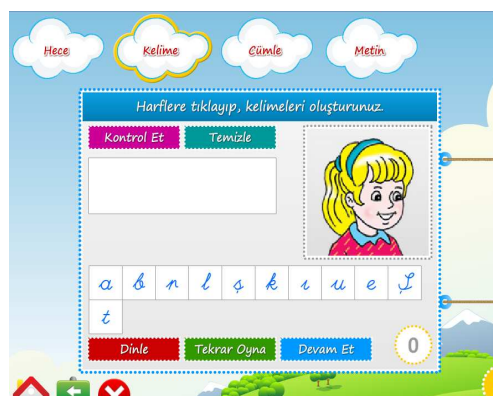 Hece Kelime Cümle Metin
Harflere tıklayıp, kelimeleri oluşturunuz.
Kontrol Et Temizle
a b n l ş k ı u e Ş
t
Dinle Tekrar Oyna Devam Et 0